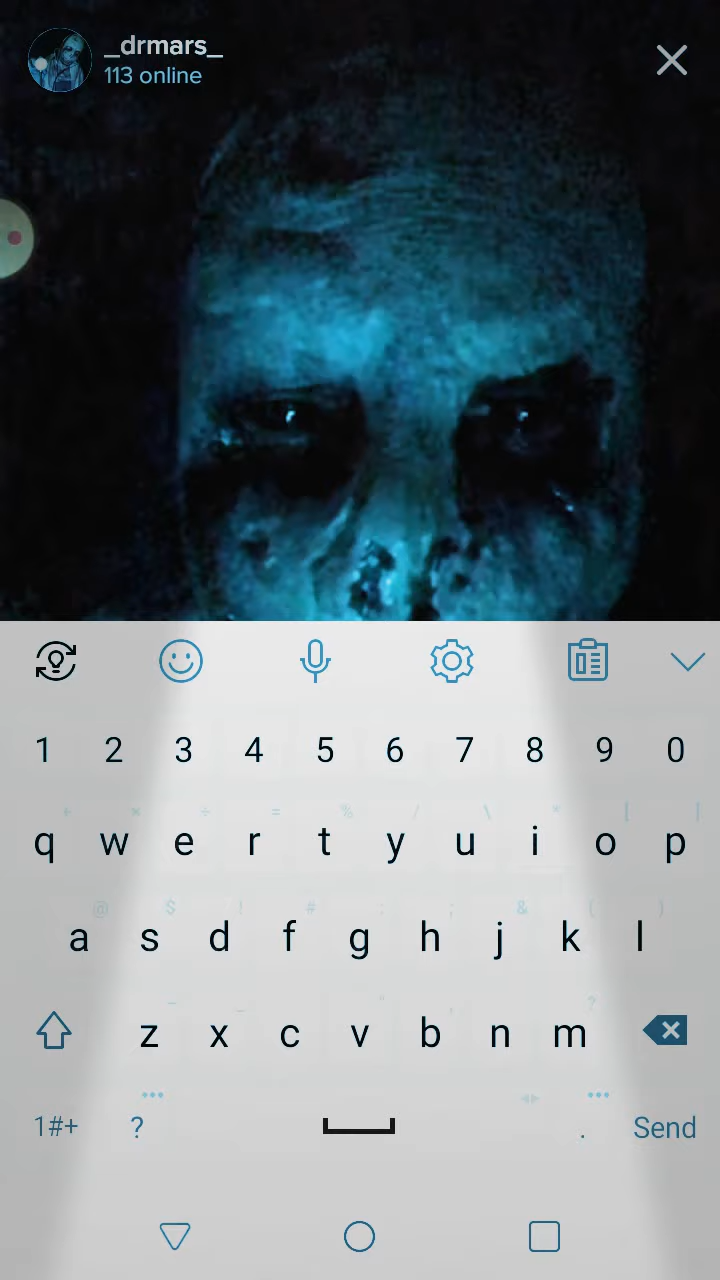 _drmars_
113 online
1 2 3 4 5 6 7 8 9 0
+ × ÷ = % / \ * [ ]
q w e r t y u i o p
@ $ ! # : ; & ( )
a s d f g h j k l
- _ " , ?
z x c v b n m
1#+ ? . Send